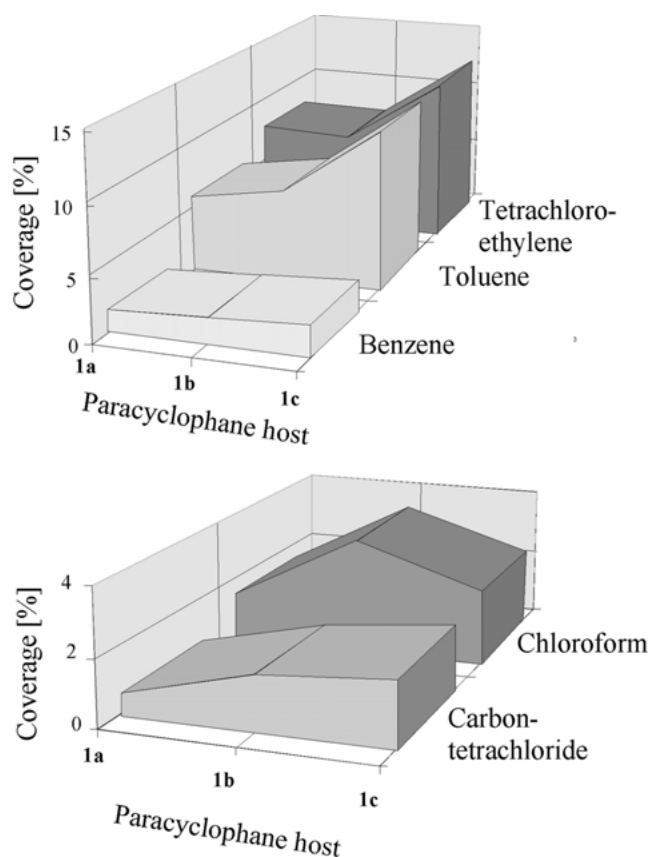 15
10
5
0
Coverage [%]
1a
1b
1c
Paracyclophane host
Tetrachloro-
ethylene
Toluene
Benzene
3
4
2
0
Coverage [%]
1a
1b
1c
Paracyclophane host
Chloroform
Carbon-
tetrachloride